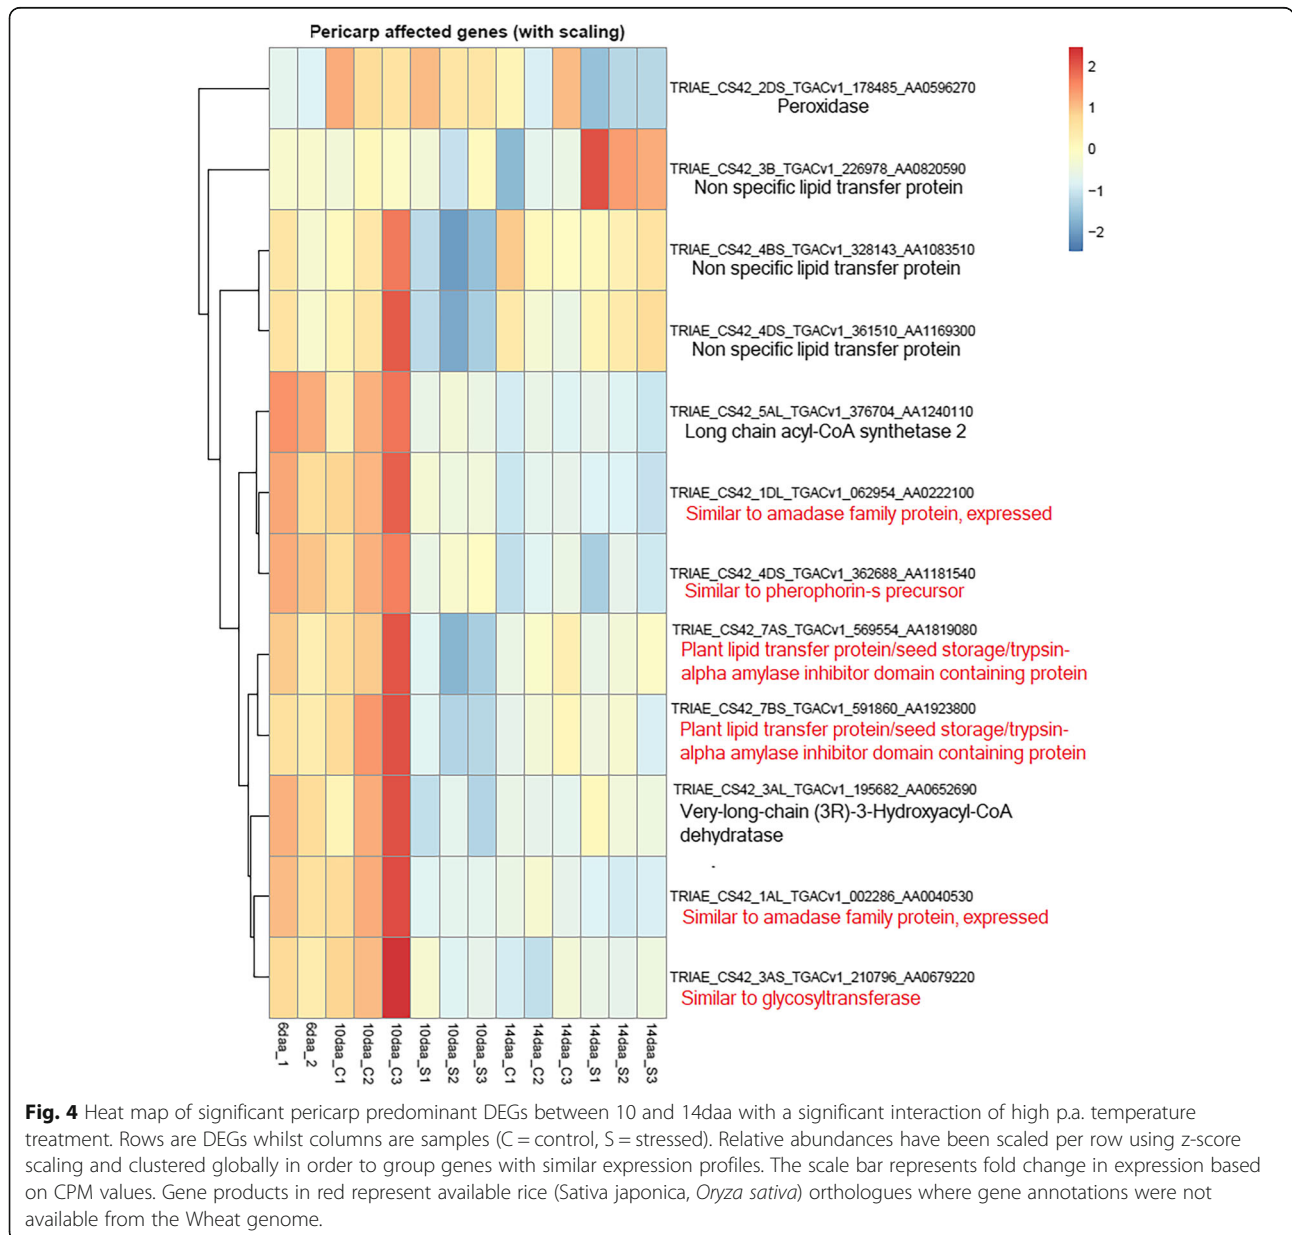 Pericarp affected genes (with scaling)
2
1
0
−1
−2
TRIAE_CS42_2DS_TGACv1_178485_AA0596270
Peroxidase
TRIAE_CS42_3B_TGACv1_226978_AA0820590
Non specific lipid transfer protein
TRIAE_CS42_4BS_TGACv1_328143_AA1083510
Non specific lipid transfer protein
TRIAE_CS42_4DS_TGACv1_361510_AA1169300
Non specific lipid transfer protein
TRIAE_CS42_5AL_TGACv1_376704_AA1240110
Long chain acyl-CoA synthetase 2
TRIAE_CS42_1DL_TGACv1_062954_AA0222100
Similar to amadase family protein, expressed
TRIAE_CS42_4DS_TGACv1_362688_AA1181540
Similar to pherophorin-s precursor
TRIAE_CS42_7AS_TGACv1_569554_AA1819080
Plant lipid transfer protein/seed storage/trypsin-
alpha amylase inhibitor domain containing protein
TRIAE_CS42_7BS_TGACv1_591860_AA1923800
Plant lipid transfer protein/seed storage/trypsin-
alpha amylase inhibitor domain containing protein
TRIAE_CS42_3AL_TGACv1_195682_AA0652690
Very-long-chain (3R)-3-Hydroxyacyl-CoA
dehydratase
TRIAE_CS42_1AL_TGACv1_002286_AA0040530
Similar to amadase family protein, expressed
TRIAE_CS42_3AS_TGACv1_210796_AA0679220
Similar to glycosyltransferase
6daa_1
6daa_2
10daa_C1
10daa_C2
10daa_C3
10daa_S1
10daa_S2
10daa_S3
14daa_C1
14daa_C2
14daa_C3
14daa_S1
14daa_S2
14daa_S3
Fig. 4 Heat map of significant pericarp predominant DEGs between 10 and 14daa with a significant interaction of high p.a. temperature
treatment. Rows are DEGs whilst columns are samples (C = control, S = stressed). Relative abundances have been scaled per row using z-score
scaling and clustered globally in order to group genes with similar expression profiles. The scale bar represents fold change in expression based
on CPM values. Gene products in red represent available rice (Sativa japonica, Oryza sativa) orthologues where gene annotations were not
available from the Wheat genome.